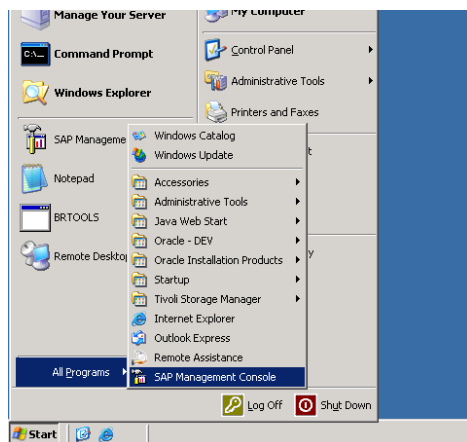 Manage Your Server
My Computer
Command Prompt
Control Panel
Windows Explorer
Administrative Tools
Printers and Faxes
SAP Manageme
Windows Catalog
Windows Update
t
Notepad
Accessories
Administrative Tools
BRTOOLS
Java Web Start
Oracle - DEV
Remote Deskto
Oracle Installation Products
y
Startup
Tivoli Storage Manager
Internet Explorer
Outlook Express
Remote Assistance
All Programs
SAP Management Console
Log Off
Shut Down
Start